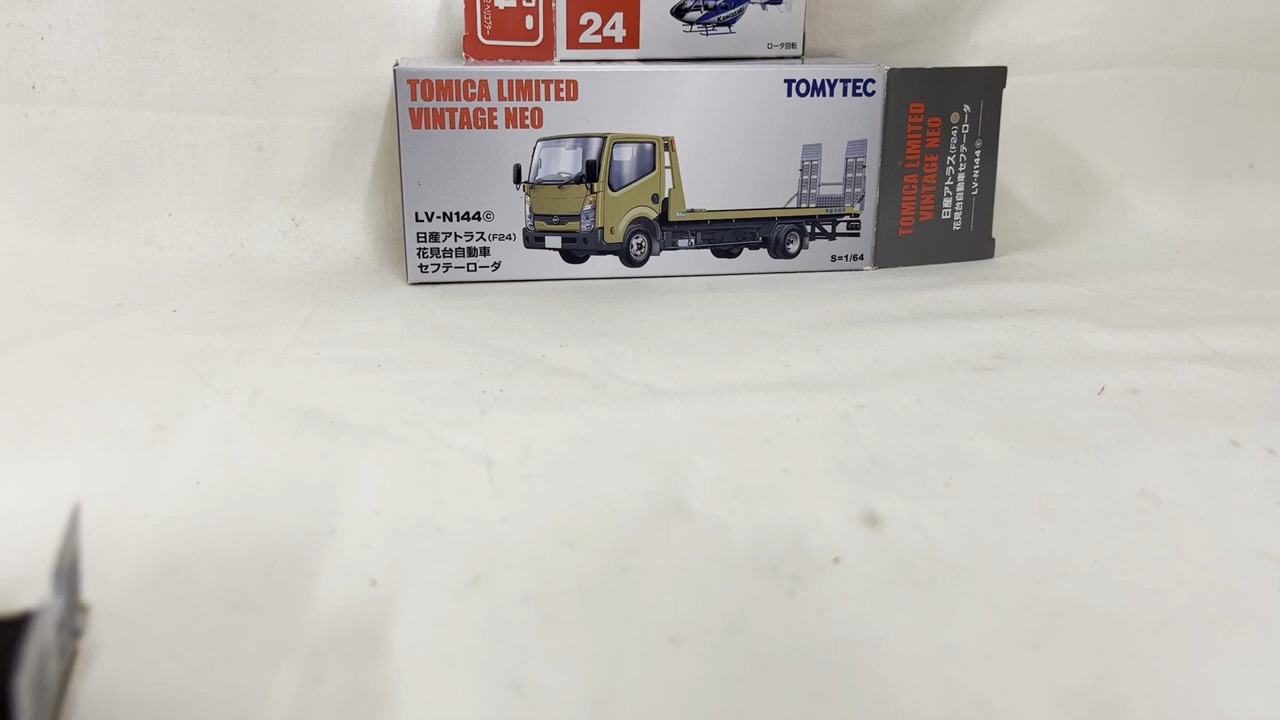 24
ロータ回転
TOMICA LIMITED
VINTAGE NEO
TOMYTEC
LV-N144ⓒ
日産アトラス(F24)
花見台自動車
セフテーローダ
S=1/64
TOMICA LIMITED
VINTAGE NEO
日産アトラス(F24)
花見台自動車セフテーローダ
LV-N144ⓒ